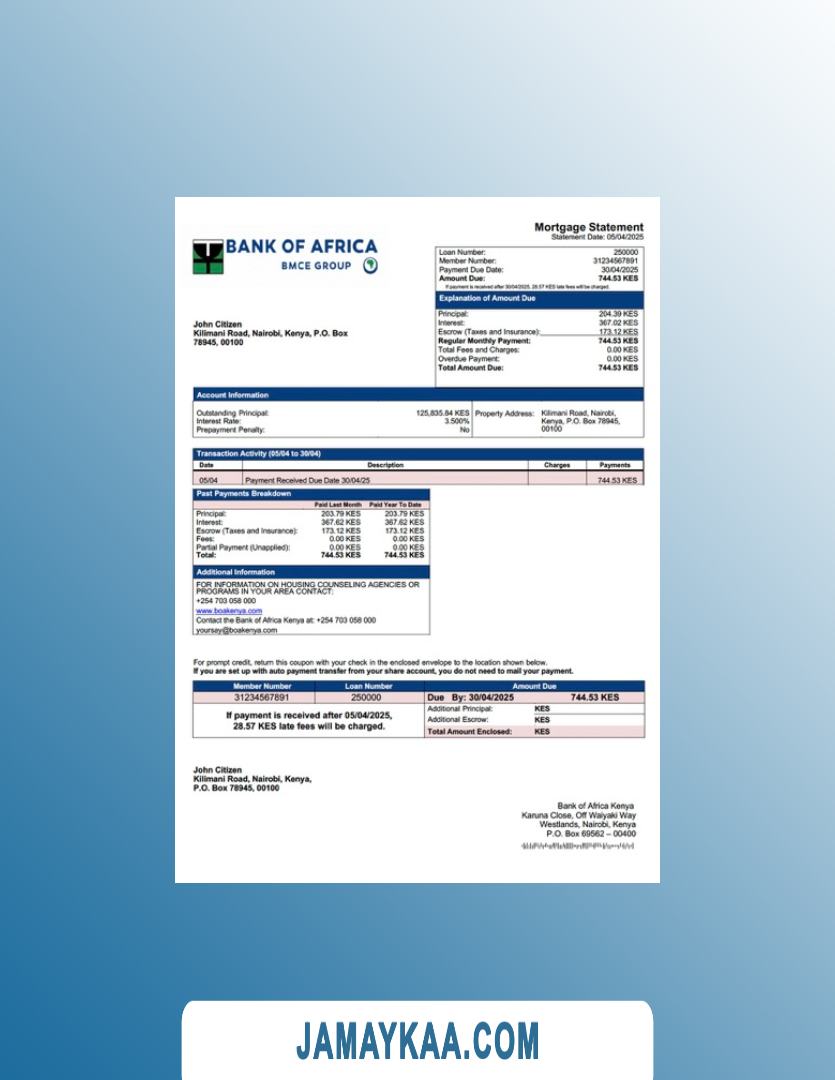 Mortgage Statement
Statement Date: 05/04/2025
BANK OF AFRICA
BMCE GROUP
Loan Number: 250000
Member Number: 31234567891
Payment Due Date: 30/04/2025
Amount Due: 744.53 KES
If payment is received after 30/04/2025, 28.57 KES late fees will be charged.
Explanation of Amount Due
Principal: 204.39 KES
Interest: 367.02 KES
Escrow (Taxes and Insurance): 173.12 KES
Regular Monthly Payment: 744.53 KES
Total Fees and Charges: 0.00 KES
Overdue Payment: 0.00 KES
Total Amount Due: 744.53 KES
John Citizen
Kilimani Road, Nairobi, Kenya, P.O. Box
78945, 00100
Account Information
Outstanding Principal: 125,835.84 KES
Interest Rate: 3.500%
Prepayment Penalty: No
Property Address: Kilimani Road, Nairobi,
Kenya, P.O. Box 78945,
00100
Transaction Activity (05/04 to 30/04)
Date Description Charges Payments
05/04 Payment Received Due Date 30/04/25 744.53 KES
Past Payments Breakdown
Paid Last Month Paid Year To Date
Principal: 203.79 KES 203.79 KES
Interest: 367.62 KES 367.62 KES
Escrow (Taxes and Insurance): 173.12 KES 173.12 KES
Fees: 0.00 KES 0.00 KES
Partial Payment (Unapplied): 0.00 KES 0.00 KES
Total: 744.53 KES 744.53 KES
Additional Information
FOR INFORMATION ON HOUSING COUNSELING AGENCIES OR
PROGRAMS IN YOUR AREA CONTACT:
+254 703 058 000
www.boakenya.com
Contact the Bank of Africa Kenya at: +254 703 058 000
yoursay@boakenya.com
For prompt credit, return this coupon with your check in the enclosed envelope to the location shown below.
If you are set up with auto payment transfer from your share account, you do not need to mail your payment.
Member Number Loan Number Amount Due
31234567891 250000 Due By: 30/04/2025 744.53 KES
If payment is received after 05/04/2025,
28.57 KES late fees will be charged.
Additional Principal: KES
Additional Escrow: KES
Total Amount Enclosed: KES
John Citizen
Kilimani Road, Nairobi, Kenya,
P.O. Box 78945, 00100
Bank of Africa Kenya
Karuna Close, Off Waiyaki Way
Westlands, Nairobi, Kenya
P.O. Box 69562 – 00400
JAMAYKAA.COM